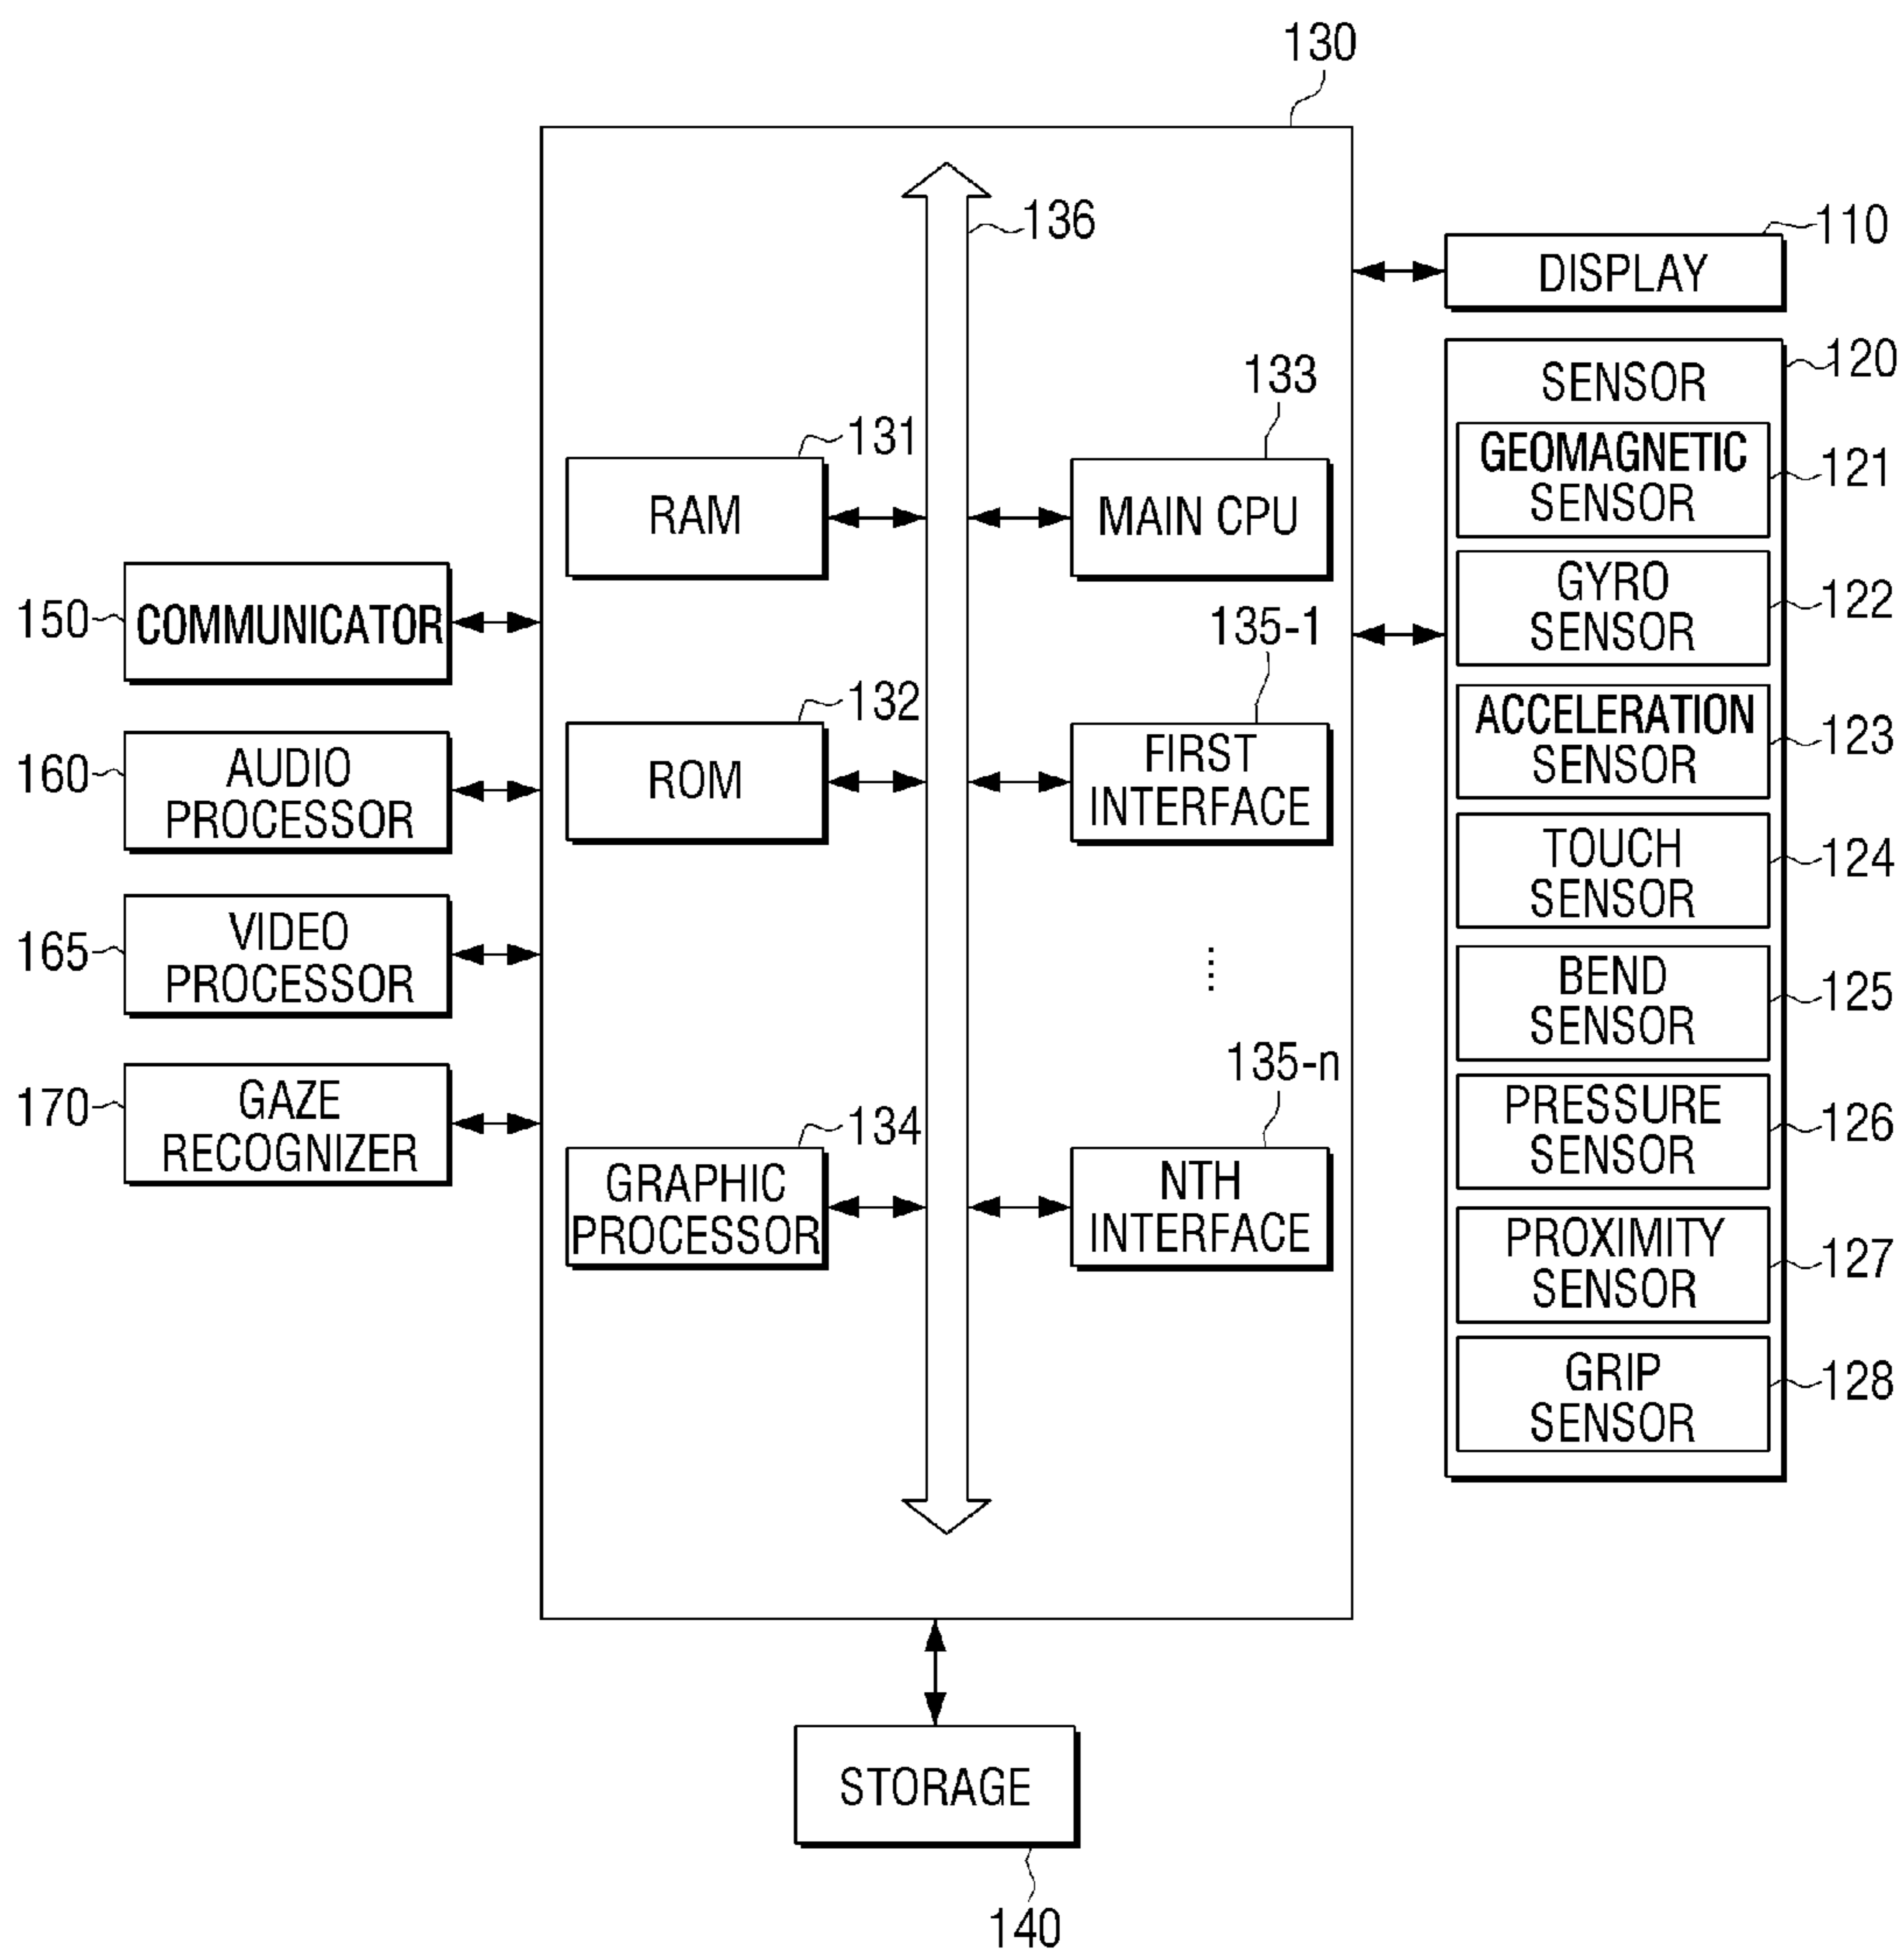 130
136
110
DISPLAY
120
SENSOR
133
131
GEOMAGNETIC
SENSOR
121
RAM
MAIN CPU
GYRO
SENSOR
122
150
COMMUNICATOR
135-1
132
ACCELERATION
SENSOR
123
160
AUDIO
PROCESSOR
ROM
FIRST
INTERFACE
TOUCH
SENSOR
124
165
VIDEO
PROCESSOR
....
BEND
SENSOR
125
135-n
170
GAZE
RECOGNIZER
134
PRESSURE
SENSOR
126
GRAPHIC
PROCESSOR
NTH
INTERFACE
PROXIMITY
SENSOR
127
GRIP
SENSOR
128
STORAGE
140